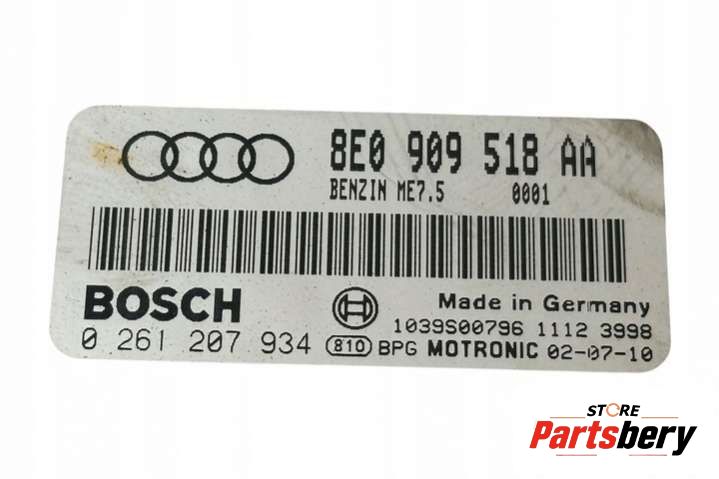 8E0 909 518 AA
BENZIN ME7.5 0001
BOSCH
Made in Germany
1039S00796 1112 3998
0 261 207 934 810 BPG MOTRONIC 02-07-10
STORE
Partsbery